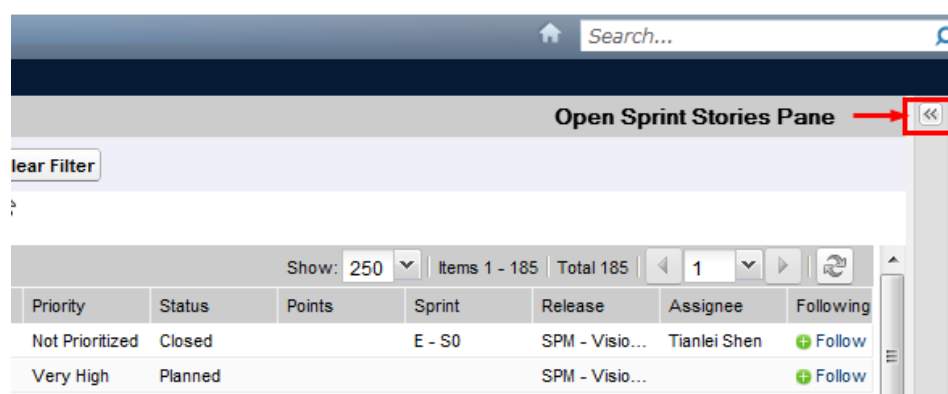 Search...
Open Sprint Stories Pane
lear Filter
Show: 250 Items 1 - 185 Total 185 1
Priority Status Points Sprint Release Assignee Following
Not Prioritized Closed E - S0 SPM - Visio... Tianlei Shen Follow
Very High Planned SPM - Visio... Follow